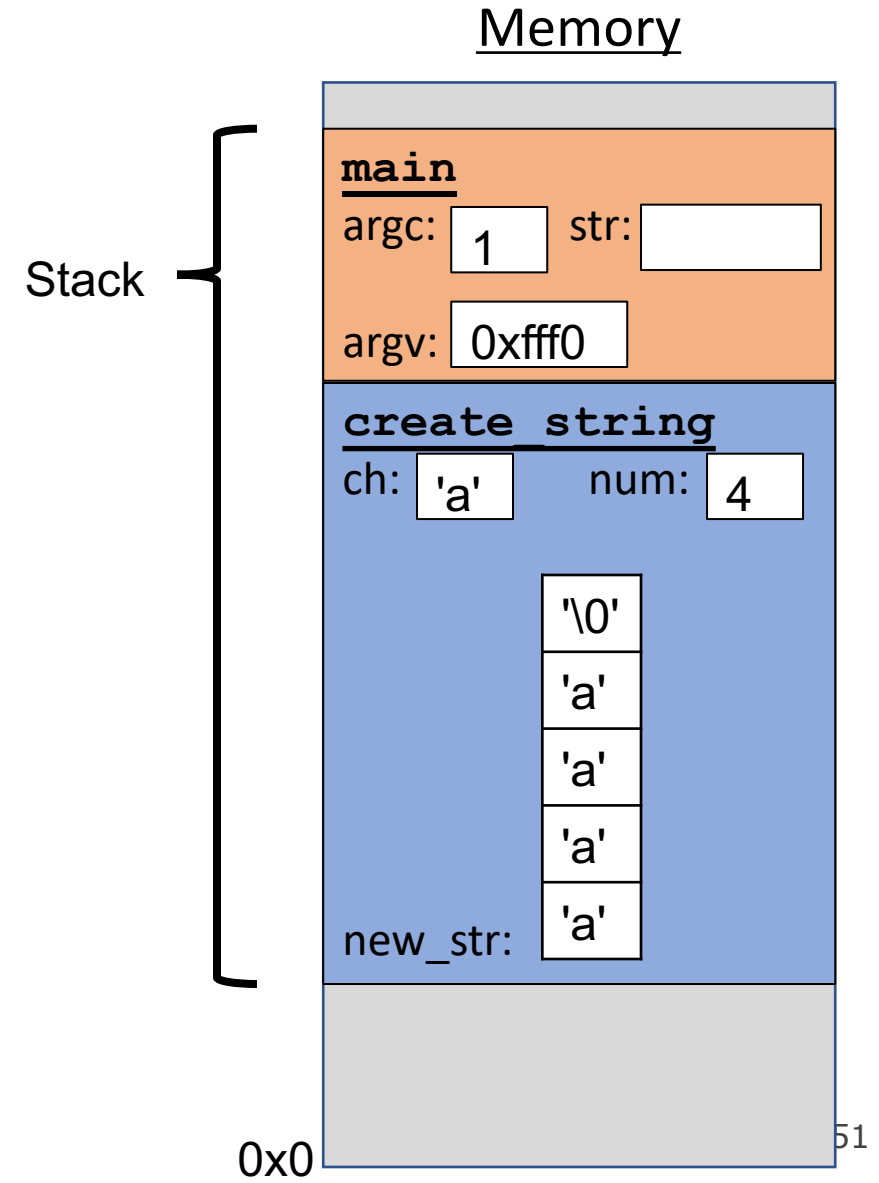 Memory
main
argc: 1 str:
Stack
argv: 0xfff0
create_string
ch: 'a' num: 4
'\0'
'a'
'a'
'a'
new_str: 'a'
51
0x0